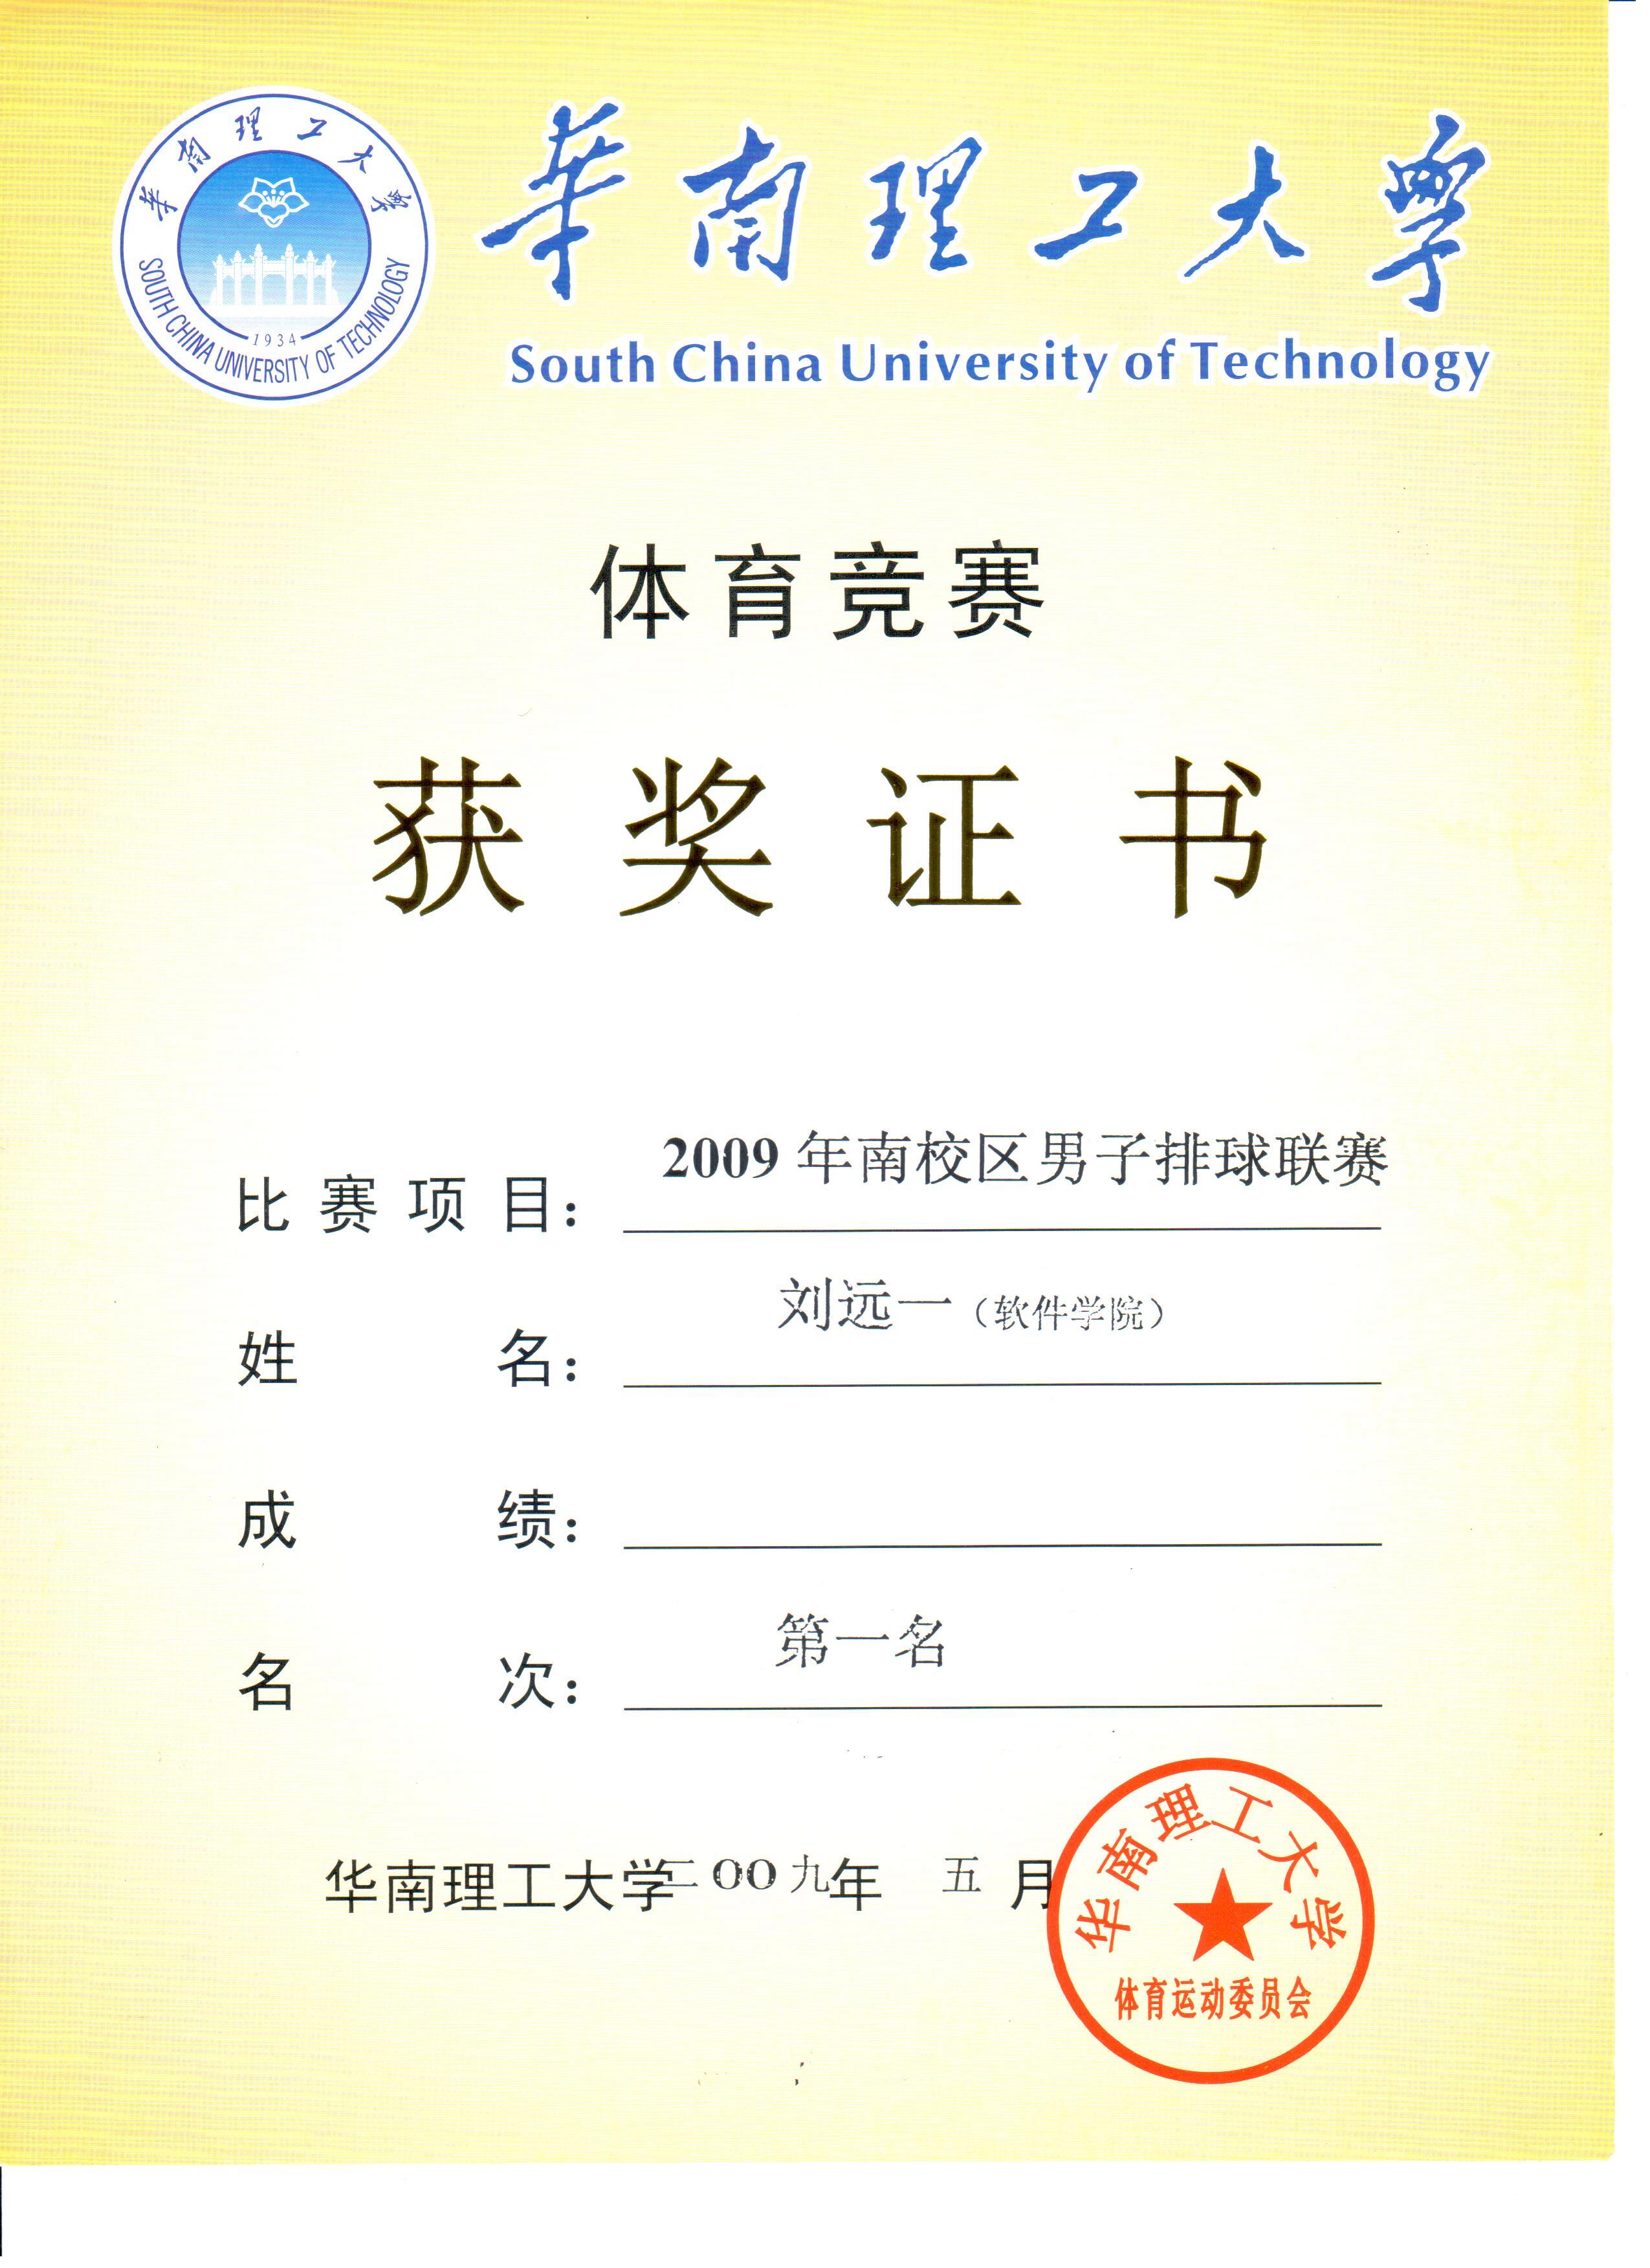 華南理工大學
SOUTH CHINA UNIVERSITY OF TECHNOLOGY
1934
華南理工大學
South China University of Technology
体育竞赛
获奖证书
比赛项目： 2009 年南校区男子排球联赛
姓名： 刘远一（软件学院）
成绩：
名次： 第一名
华南理工大学二〇〇九年 五 月
华南理工大学
体育运动委员会